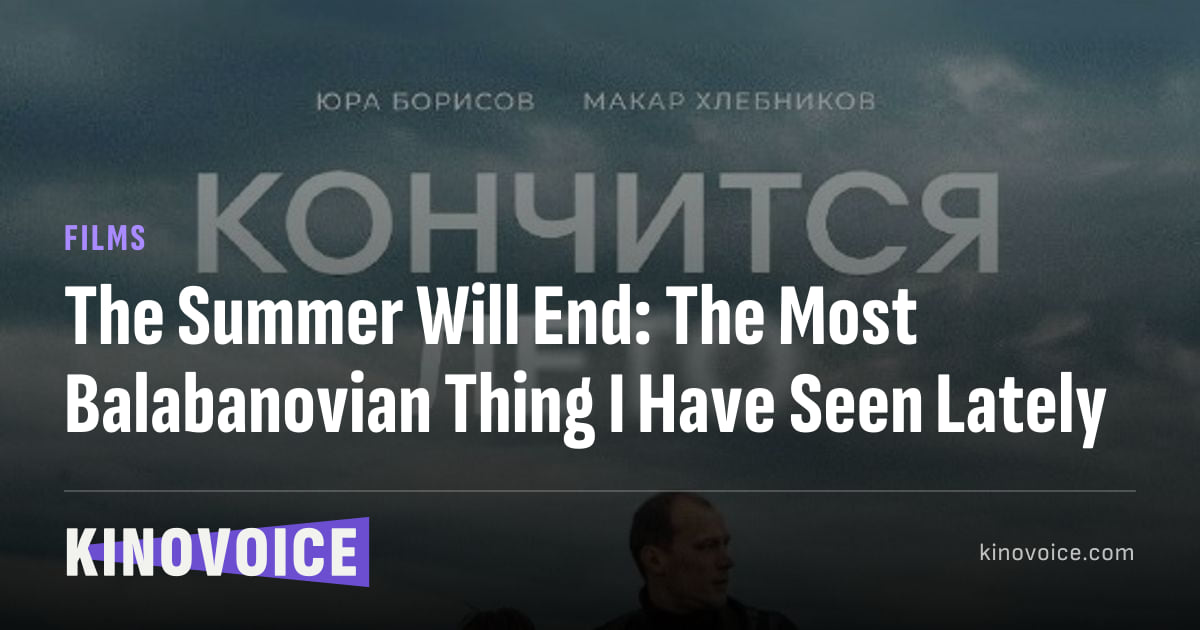 ЮРА БОРИСОВ МАКАР ХЛЕБНИКОВ
КОНЧИТСЯ
ЛЕТО
FILMS
The Summer Will End: The Most
Balabanovian Thing I Have Seen Lately
KINOVOICE
kinovoice.com